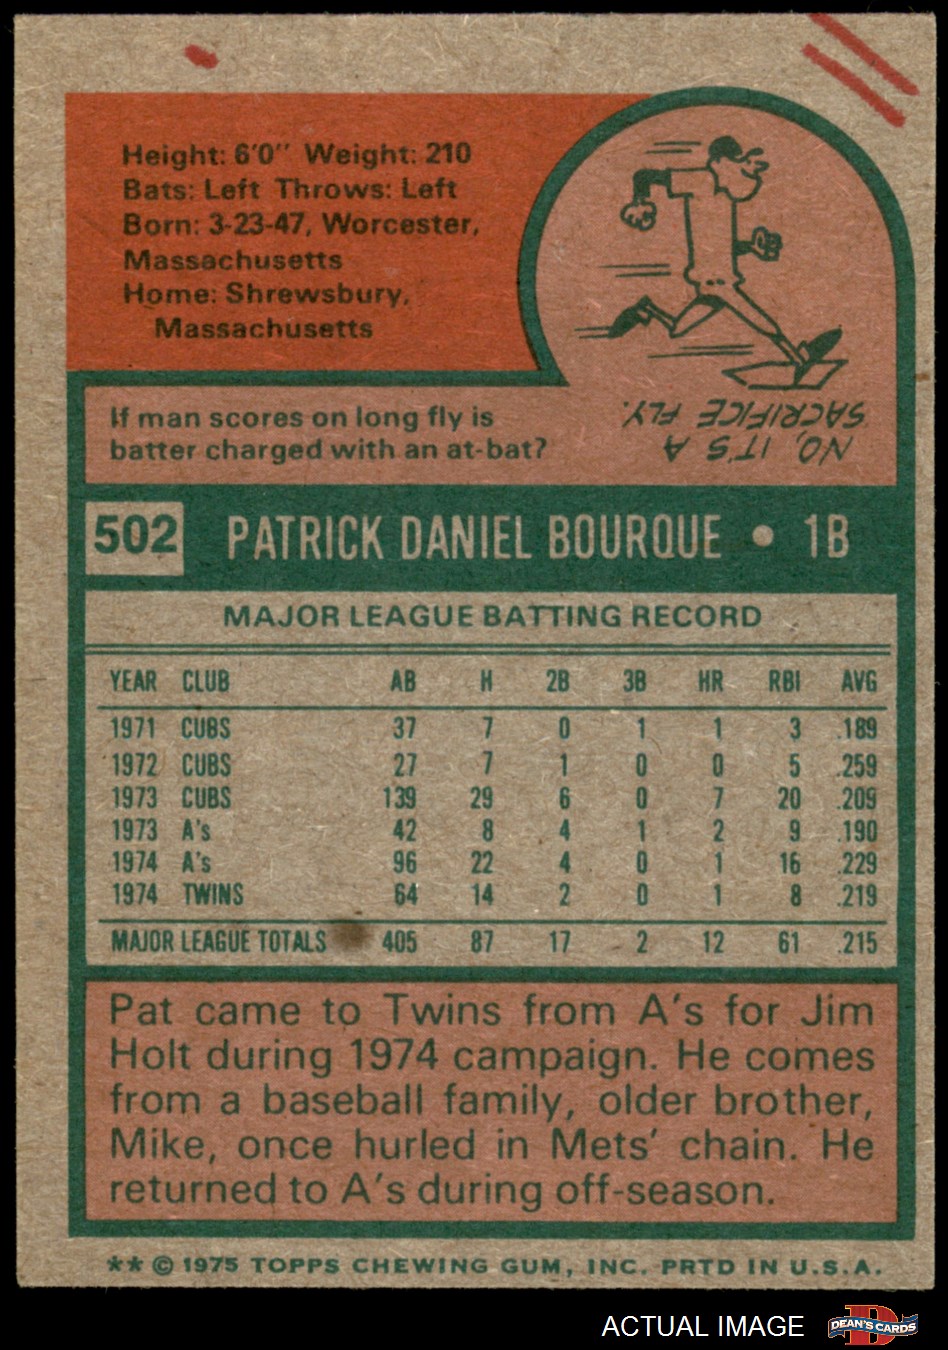 Height: 6'0" Weight: 210
Bats: Left Throws: Left
Born: 3-23-47, Worcester,
Massachusetts
Home: Shrewsbury,
Massachusetts
If man scores on long fly is
batter charged with an at-bat?
NO, IT'S A
SACRIFICE FLY.
502 PATRICK DANIEL BOURQUE • 1B
MAJOR LEAGUE BATTING RECORD
YEAR CLUB AB H 2B 3B HR RBI AVG
1971 CUBS 37 7 0 1 1 3 .189
1972 CUBS 27 7 1 0 0 5 .259
1973 CUBS 139 29 6 0 7 20 .209
1973 A's 42 8 4 1 2 9 .190
1974 A's 96 22 4 0 1 16 .229
1974 TWINS 64 14 2 0 1 8 .219
MAJOR LEAGUE TOTALS 405 87 17 2 12 61 .215
Pat came to Twins from A's for Jim
Holt during 1974 campaign. He comes
from a baseball family, older brother,
Mike, once hurled in Mets' chain. He
returned to A's during off-season.
** © 1975 TOPPS CHEWING GUM, INC. PRTD IN U.S.A.
ACTUAL IMAGE
D
DEAN'S CARDS